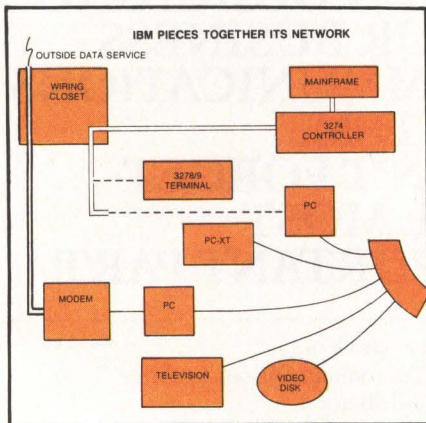 IBM PIECES TOGETHER ITS NETWORK
OUTSIDE DATA SERVICE
WIRING
CLOSET
MAINFRAME
3274
CONTROLLER
3278/9
TERMINAL
PC
PC-XT
MODEM
PC
TELEVISION
VIDEO
DISK